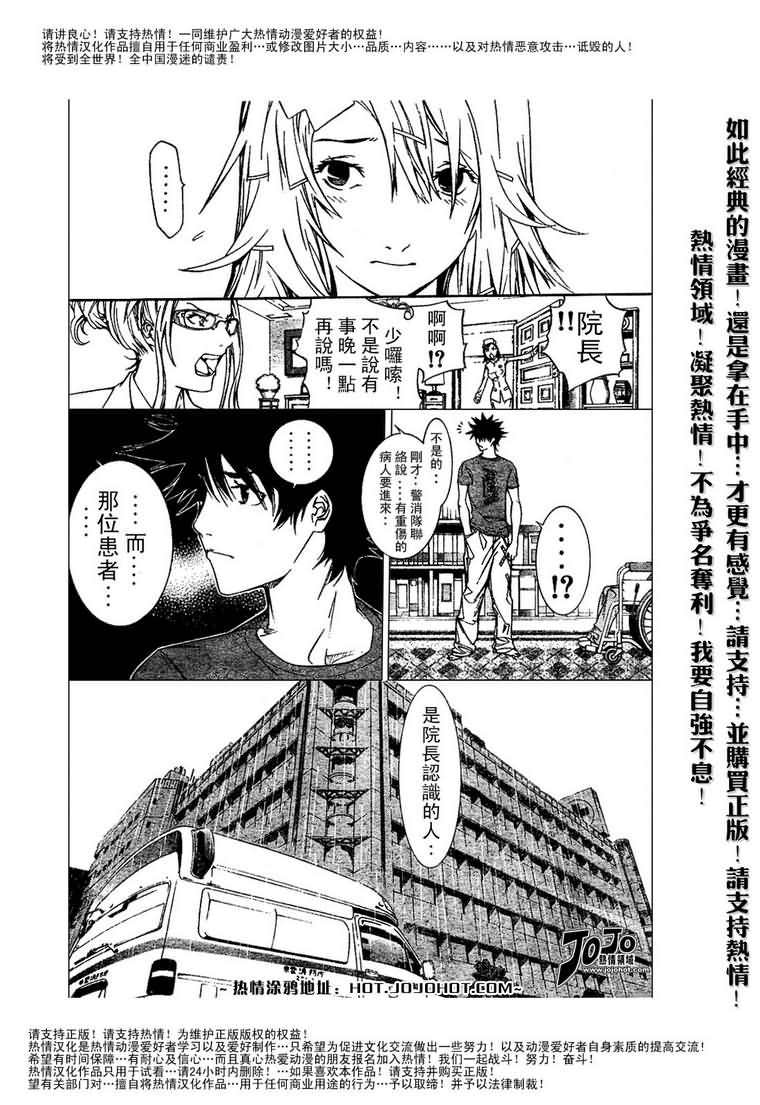 请讲良心！请支持热情！一同维护广大热情动漫爱好者的权益！
将热情汉化作品擅自用于任何商业盈利…或修改图片大小…品质…内容……以及对热情恶意攻击…诋毁的人！
将受到全世界！全中国漫迷的谴责！
如此經典的漫畫！還是拿在手中…才更有感覺…請支持…並購買正版！請支持熱情！
熱情領域！凝聚熱情！不為爭名奪利！我要自強不息！
……
院長!!
啊啊!?
少囉嗦！
不是說有
事晚一點
再說嗎！
不是的‥
剛才‥警消隊聯
絡說……有重傷的
病人要進來‥
……!?
……
……而……
那位患者…
是院長認識的人‥
JOJO
熱情領域
www.jojohot.com
热情涂鸦地址：HOT.JOJOHOT.COM~
请支持正版！请支持热情！为维护正版版权的权益！
热情汉化是热情动漫爱好者学习以及爱好制作…只希望为促进文化交流做出一些努力！以及动漫爱好者自身素质的提高交流！
希望有时间保障…有耐心及信心…而且真心热爱动漫的朋友报名加入热情！我们一起战斗！努力！奋斗！
热情汉化作品只用于试看…请24小时内删除！…如果喜欢本作品！请支持并购买正版！
望有关部门对…擅自将热情汉化作品…用于任何商业用途的行为…予以取缔！并予以法律制裁！